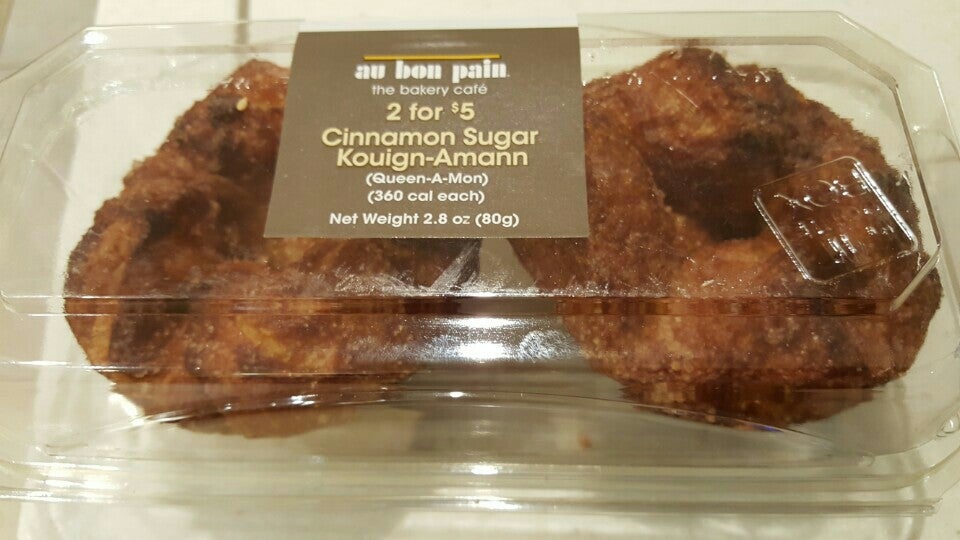 au bon pain
the bakery café
2 for $5
Cinnamon Sugar
Kouign-Amann
(Queen-A-Mon)
(360 cal each)
Net Weight 2.8 oz (80g)